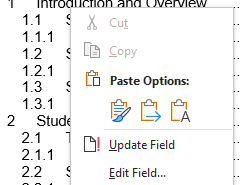 1 Introduction and Overview
1.1 S
1.1.1
1.2 S
1.2.1
1.3 S
1.3.1
2 Stude
2.1 T
2.1.1
2.2 S
Cut
Copy
Paste Options:
Update Field
Edit Field...